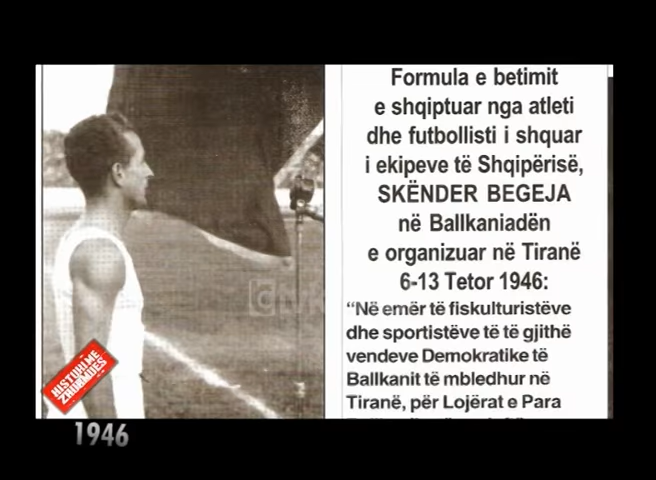 Formula e betimit
e shqiptuar nga atleti
dhe futbollisti i shquar
i ekipeve të Shqipërisë,
SKËNDER BEGEJA
në Ballkaniadën
e organizuar në Tiranë
6-13 Tetor 1946:
“Në emër të fiskulturistëve
dhe sportistëve të të gjithë
vendeve Demokratike të
Ballkanit të mbledhur në
Tiranë, për Lojërat e Para
HISTORI ME
ZHURMUES
1946